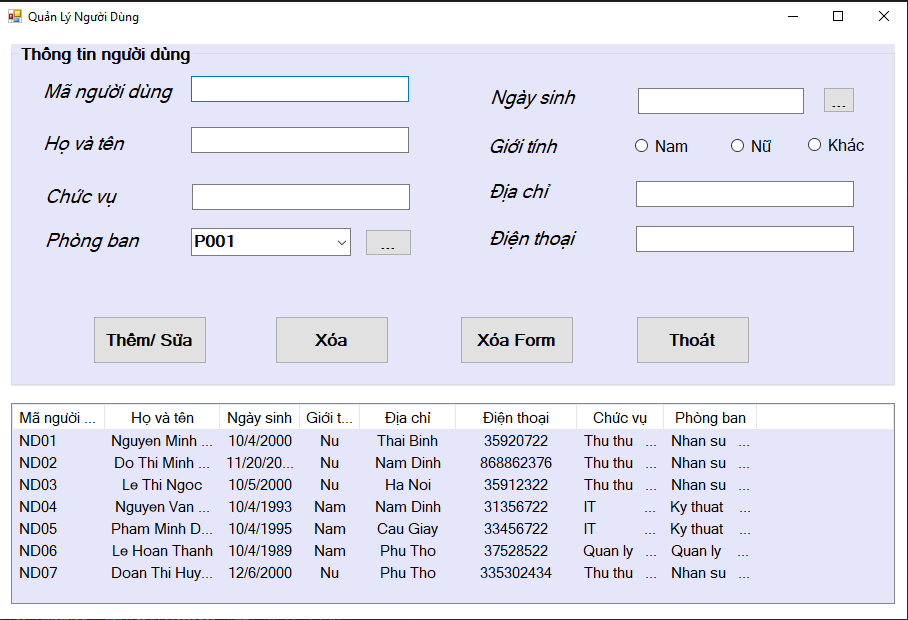 Quản Lý Người Dùng
Thông tin người dùng
Mã người dùng
Ngày sinh ...
Họ và tên
Giới tính Nam Nữ Khác
Chức vụ
Địa chỉ
Phòng ban P001 ...
Điện thoại
Thêm/ Sửa Xóa Xóa Form Thoát
Mã người ... Họ và tên Ngày sinh Giới t... Địa chỉ Điện thoại Chức vụ Phòng ban
ND01 Nguyen Minh ... 10/4/2000 Nu Thai Binh 35920722 Thu thu ... Nhan su ...
ND02 Do Thi Minh ... 11/20/20... Nu Nam Dinh 868862376 Thu thu ... Nhan su ...
ND03 Le Thi Ngoc 10/5/2000 Nu Ha Noi 35912322 Thu thu ... Nhan su ...
ND04 Nguyen Van ... 10/4/1993 Nam Nam Dinh 31356722 IT ... Ky thuat ...
ND05 Pham Minh D... 10/4/1995 Nam Cau Giay 33456722 IT ... Ky thuat ...
ND06 Le Hoan Thanh 10/4/1989 Nam Phu Tho 37528522 Quan ly ... Quan ly ...
ND07 Doan Thi Huy... 12/6/2000 Nu Phu Tho 335302434 Thu thu ... Nhan su ...